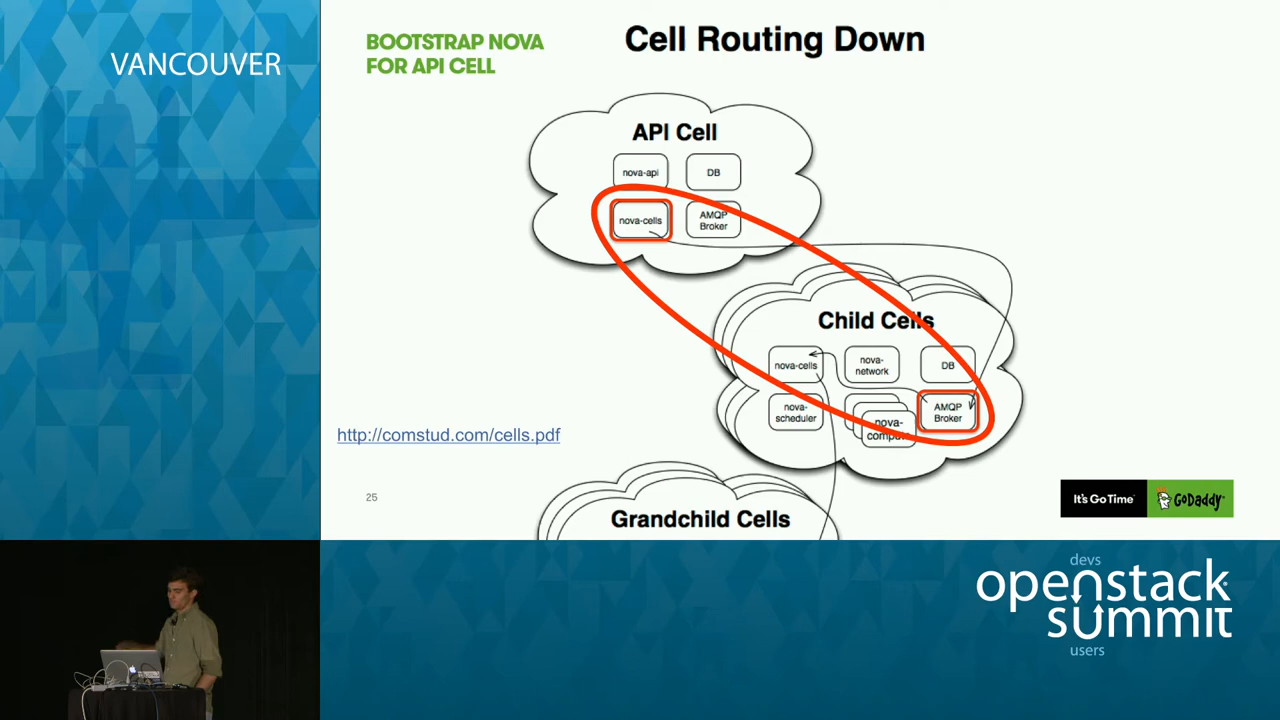 VANCOUVER
BOOTSTRAP NOVA
FOR API CELL
Cell Routing Down
API Cell
nova-api
DB
nova-cells
AMQP
Broker
Child Cells
nova-cells
nova-
network
DB
nova-
scheduler
nova-
compute
AMQP
Broker
http://comstud.com/cells.pdf
25
Grandchild Cells
It's Go Time
GoDaddy
devs
openstack
summit
users